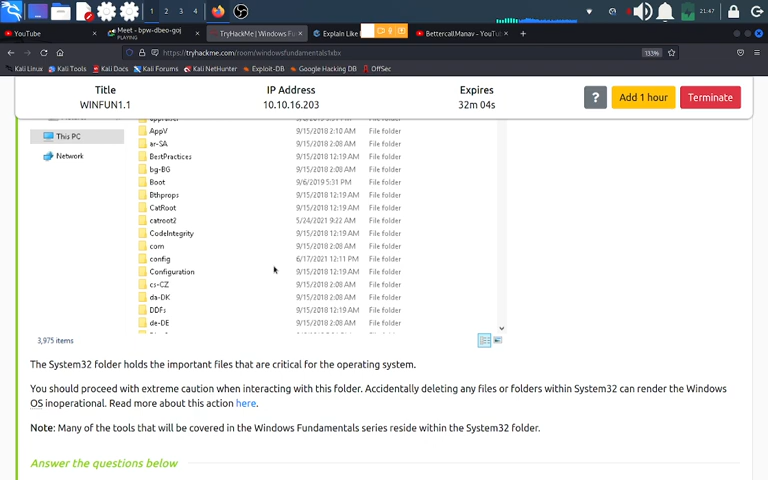 1 2 3 4 21:47
YouTube Meet - bpw-dbeo-goj TryHackMe | Windows Fu Explain Like BettercallManav - YouTu
PLAYING
https://tryhackme.com/room/windowsfundamentals1xbx 133%
Kali Linux Kali Tools Kali Docs Kali Forums Kali NetHunter Exploit-DB Google Hacking DB OffSec
Title IP Address Expires
WINFUN1.1 10.10.16.203 32m 04s
? Add 1 hour Terminate
This PC
Network
AppV 9/15/2018 2:10 AM File folder
ar-SA 9/15/2018 2:08 AM File folder
BestPractices 9/15/2018 12:19 AM File folder
bg-BG 9/15/2018 2:08 AM File folder
Boot 9/6/2019 5:31 PM File folder
Bthprops 9/15/2018 12:19 AM File folder
CatRoot 9/15/2018 12:19 AM File folder
catroot2 5/24/2021 9:22 AM File folder
CodeIntegrity 9/15/2018 12:19 AM File folder
com 9/15/2018 2:08 AM File folder
config 6/17/2021 12:11 PM File folder
Configuration 9/15/2018 12:19 AM File folder
cs-CZ 9/15/2018 2:08 AM File folder
da-DK 9/15/2018 2:08 AM File folder
DDFs 9/15/2018 12:19 AM File folder
de-DE 9/15/2018 2:08 AM File folder
3,975 items
The System32 folder holds the important files that are critical for the operating system.
You should proceed with extreme caution when interacting with this folder. Accidentally deleting any files or folders within System32 can render the Windows
OS inoperational. Read more about this action here.
Note: Many of the tools that will be covered in the Windows Fundamentals series reside within the System32 folder.
Answer the questions below